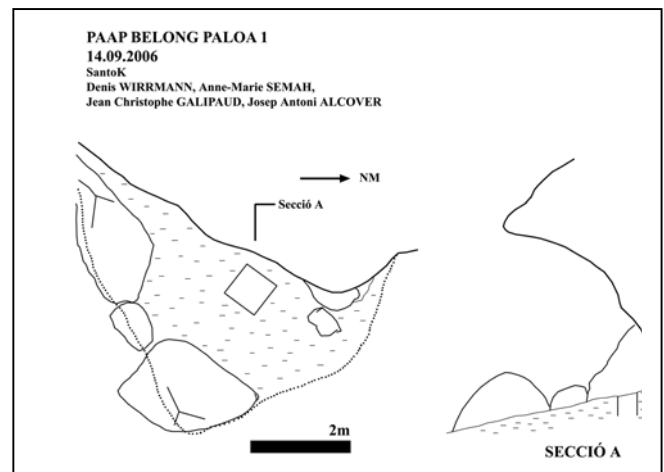 PAAP BELONG PALOA 1
14.09.2006
SantoK
Denis WIRRMANN, Anne-Marie SEMAH,
Jean Christophe GALIPAUD, Josep Antoni ALCOVER
NM
Secció A
2m
SECCIÓ A